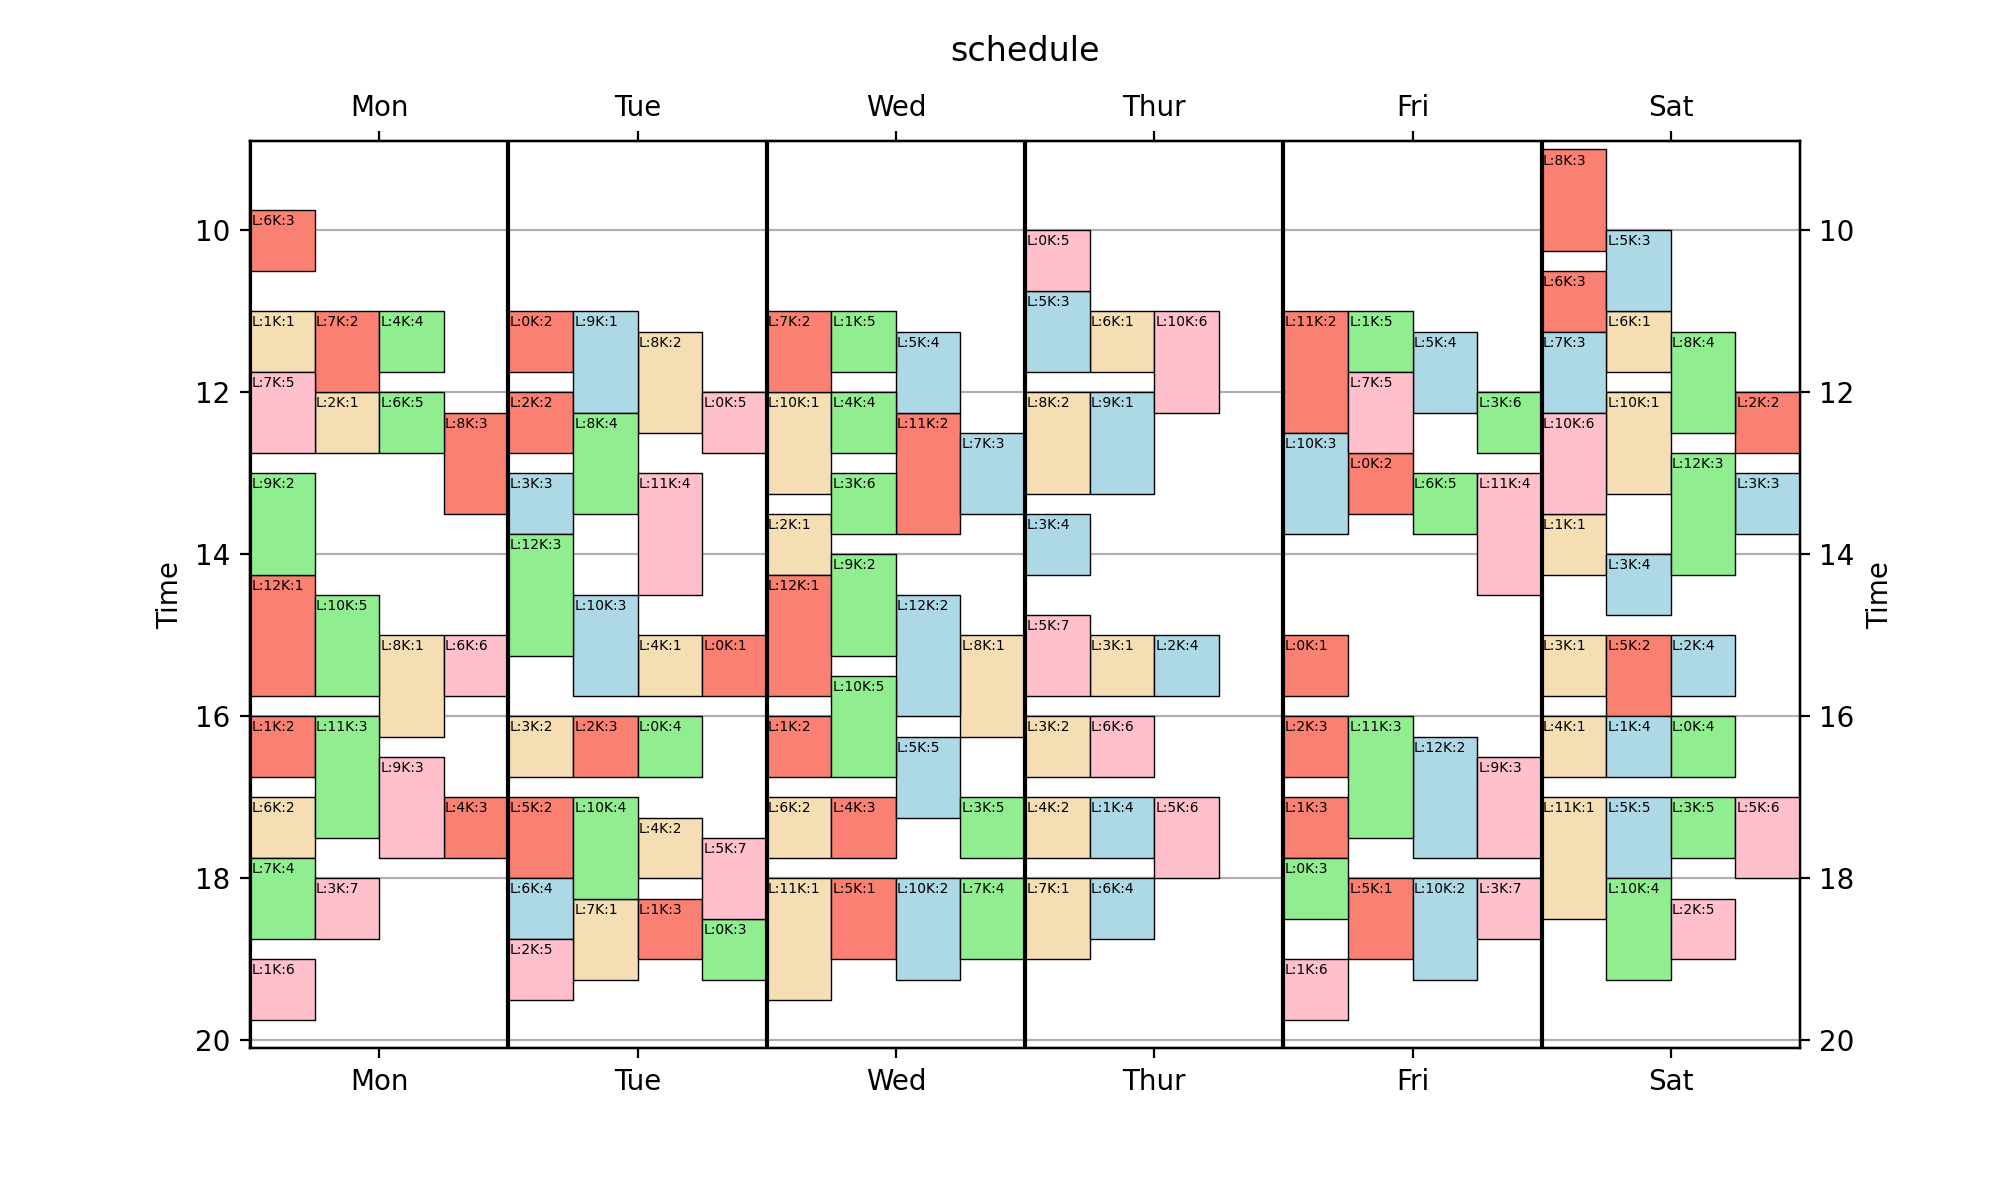 schedule
Mon Tue Wed Thur Fri Sat
L:8K:3
L:6K:3
10 L:0K:5 L:5K:3 10
L:6K:3
L:5K:3
L:1K:1 L:7K:2 L:4K:4 L:0K:2 L:9K:1 L:7K:2 L:1K:5 L:6K:1 L:10K:6 L:11K:2 L:1K:5 L:6K:1
L:8K:2 L:5K:4 L:5K:4 L:7K:3 L:8K:4
L:7K:5 L:7K:5
12 L:2K:1 L:6K:5 L:2K:2 L:0K:5 L:10K:1 L:4K:4 L:8K:2 L:9K:1 L:3K:6 L:10K:1 L:2K:2 12
L:8K:3 L:8K:4 L:11K:2 L:10K:6
L:7K:3 L:10K:3
L:0K:2 L:12K:3
L:9K:2 L:3K:3 L:11K:4 L:3K:6 L:6K:5 L:11K:4 L:3K:3
L:2K:1 L:3K:4 L:1K:1
L:12K:3
14 L:9K:2 L:3K:4 14
L:12K:1 L:12K:1
L:10K:5 L:10K:3 L:12K:2
Time Time
L:5K:7
L:8K:1 L:6K:6 L:4K:1 L:0K:1 L:8K:1 L:3K:1 L:2K:4 L:0K:1 L:3K:1 L:5K:2 L:2K:4
L:10K:5
16 L:1K:2 L:11K:3 L:3K:2 L:2K:3 L:0K:4 L:1K:2 L:3K:2 L:6K:6 L:2K:3 L:11K:3 L:4K:1 L:1K:4 L:0K:4 16
L:5K:5 L:12K:2
L:9K:3 L:9K:3
L:6K:2 L:4K:3 L:5K:2 L:10K:4 L:6K:2 L:4K:3 L:3K:5 L:4K:2 L:1K:4 L:5K:6 L:1K:3 L:11K:1 L:5K:5 L:3K:5 L:5K:6
L:4K:2
L:5K:7
L:7K:4 L:0K:3
18 L:3K:7 L:6K:4 L:11K:1 L:5K:1 L:10K:2 L:7K:4 L:7K:1 L:6K:4 L:5K:1 L:10K:2 L:3K:7 L:10K:4 18
L:7K:1 L:1K:3 L:2K:5
L:0K:3
L:2K:5
L:1K:6 L:1K:6
20 20
Mon Tue Wed Thur Fri Sat